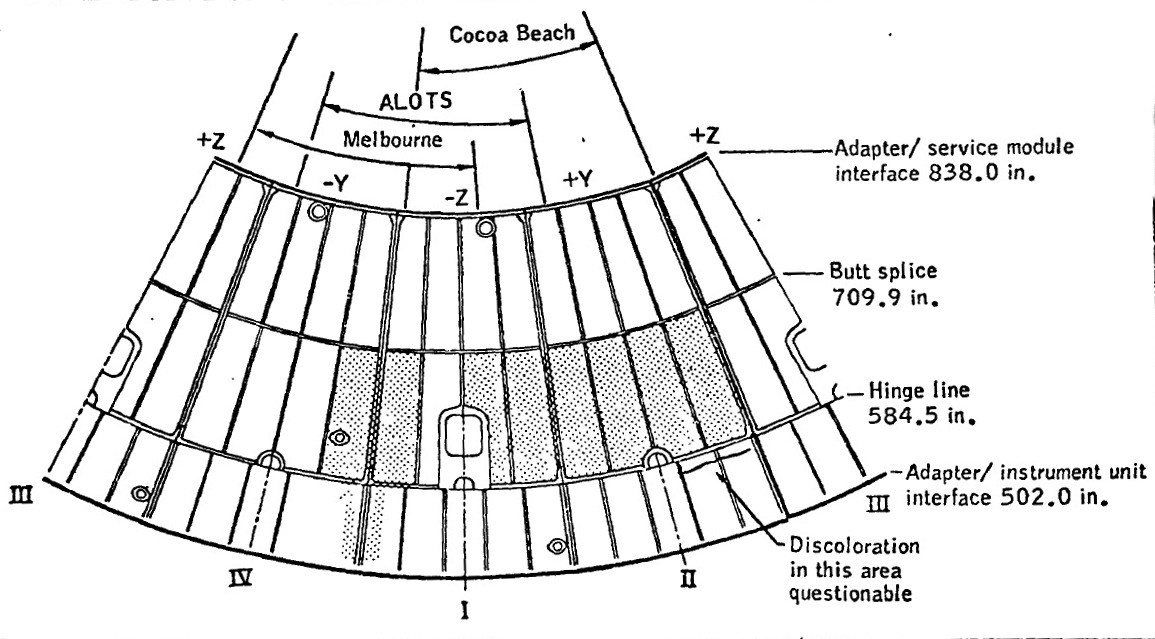 Cocoa Beach
ALOTS
Melbourne
+Z
-Y
-Z
+Y
+Z
Adapter/ service module
interface 838.0 in.
Butt splice
709.9 in.
Hinge line
584.5 in.
Adapter/ instrument unit
interface 502.0 in.
III
III
Discoloration
in this area
questionable
IV
II
I